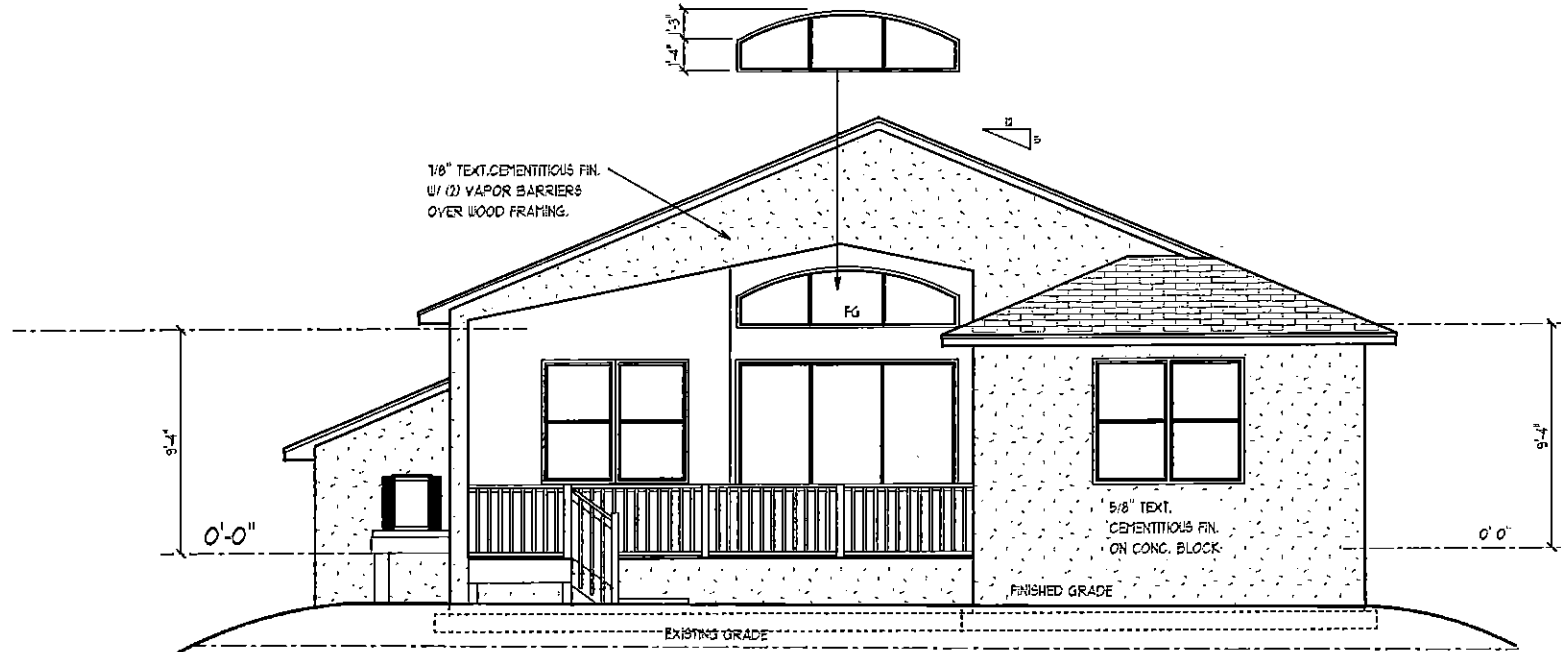 1'-3"
1'-4"
12
5
7/8" TEXT.CEMENTITIOUS FIN.
W/ (2) VAPOR BARRIERS
OVER WOOD FRAMING.
FG
9'-4"
9'-4"
0'-0"
5/8" TEXT.
CEMENTITIOUS FIN.
ON CONC. BLOCK
0' 0"
FINISHED GRADE
EXISTING GRADE